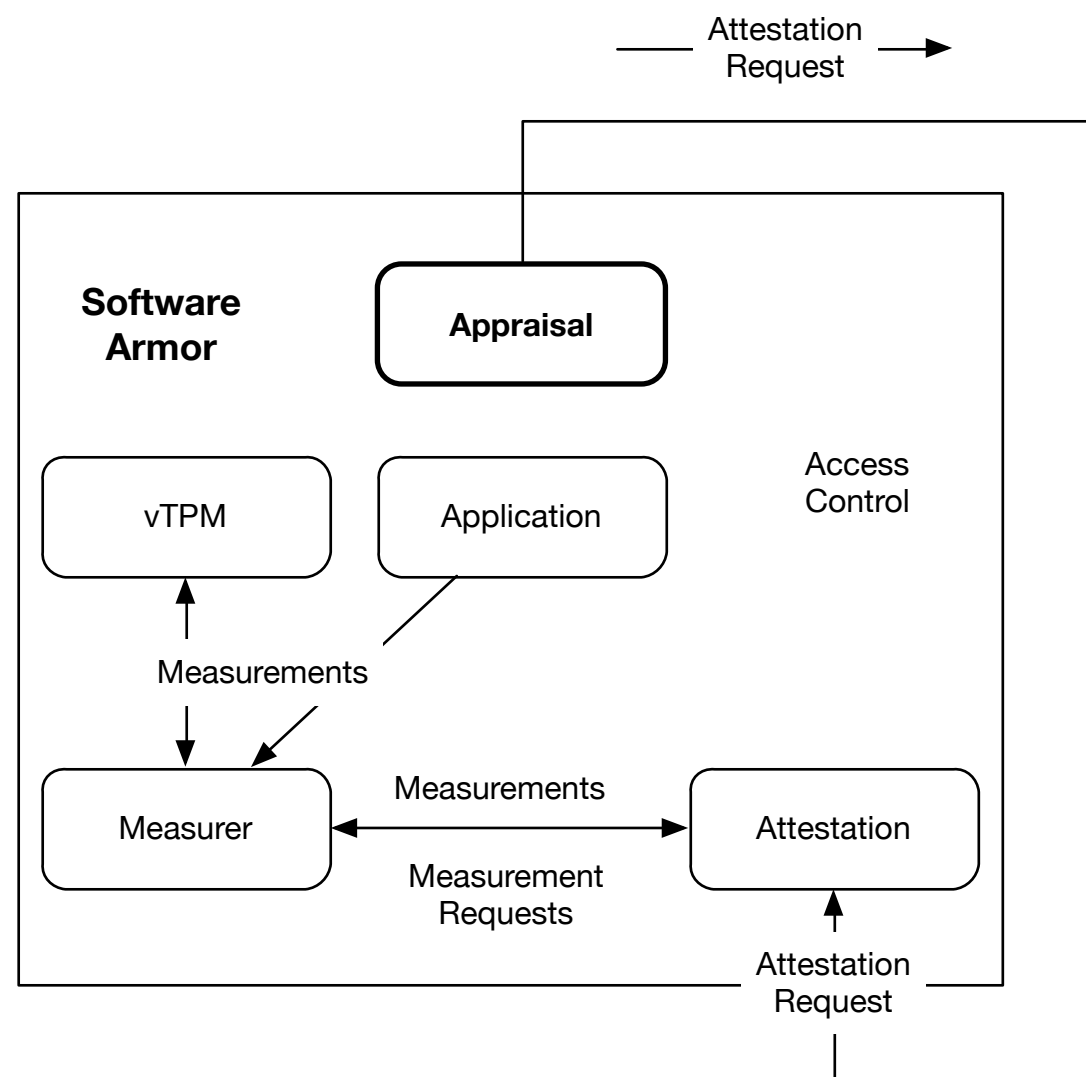 Attestation
Request
Software
Armor
Appraisal
Access
Control
vTPM
Application
Measurements
Measurements
Measurer
Attestation
Measurement
Requests
Attestation
Request